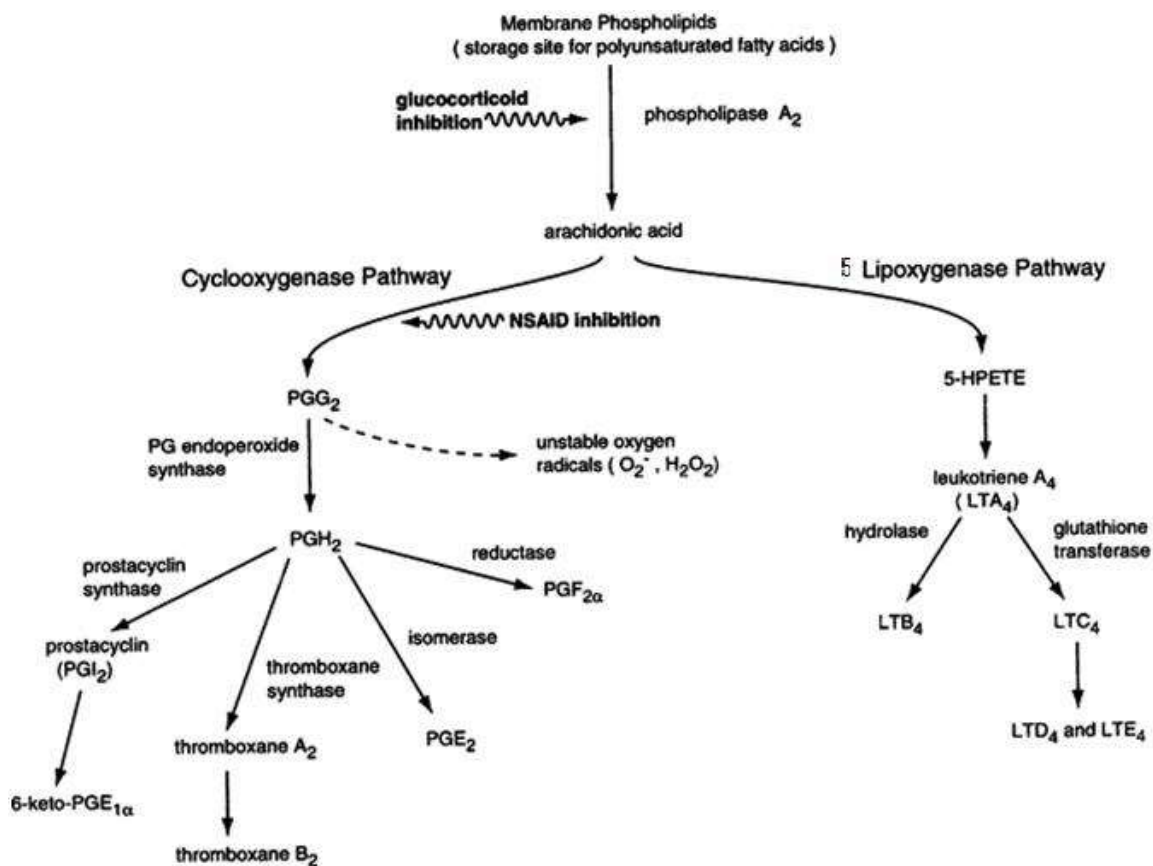 Membrane Phospholipids
( storage site for polyunsaturated fatty acids )
glucocorticoid
inhibition
phospholipase A₂
arachidonic acid
Cyclooxygenase Pathway
5 Lipoxygenase Pathway
NSAID inhibition
PGG₂
5-HPETE
PG endoperoxide
synthase
unstable oxygen
radicals ( O₂⁻ , H₂O₂)
leukotriene A₄
( LTA₄)
hydrolase
glutathione
transferase
PGH₂
reductase
prostacyclin
synthase
PGF₂α
LTB₄
LTC₄
isomerase
prostacyclin
(PGI₂)
thromboxane
synthase
thromboxane A₂
PGE₂
LTD₄ and LTE₄
6-keto-PGE₁α
thromboxane B₂